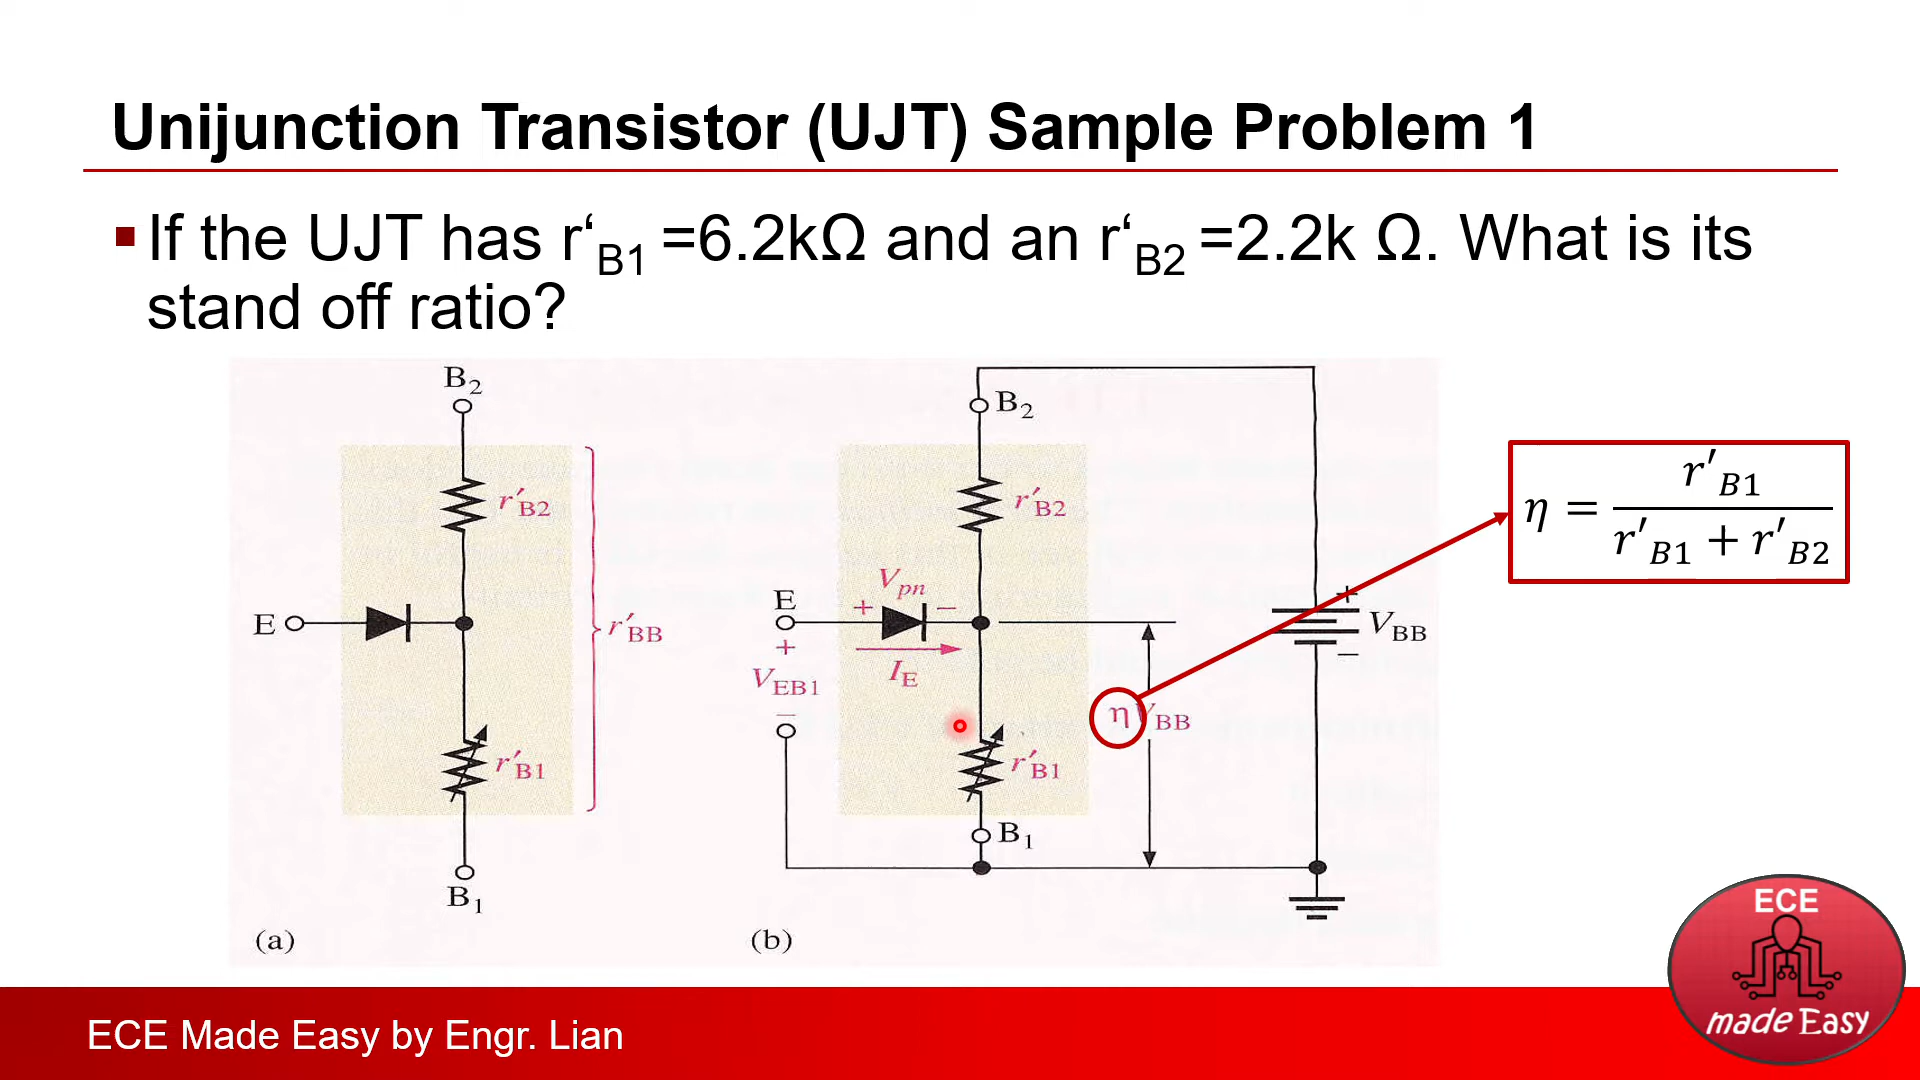 Unijunction Transistor (UJT) Sample Problem 1
If the UJT has r‘B1 =6.2kΩ and an r‘B2 =2.2k Ω. What is its
stand off ratio?
B2
r′B2
E
r′BB
r′B1
B1
(a)
B2
r′B2
Vpn
E
+ −
+
IE
VEB1
−
r′B1
B1
ηVBB
+
VBB
−
(b)
η = r′B1 / r′B1 + r′B2
ECE
made Easy
ECE Made Easy by Engr. Lian